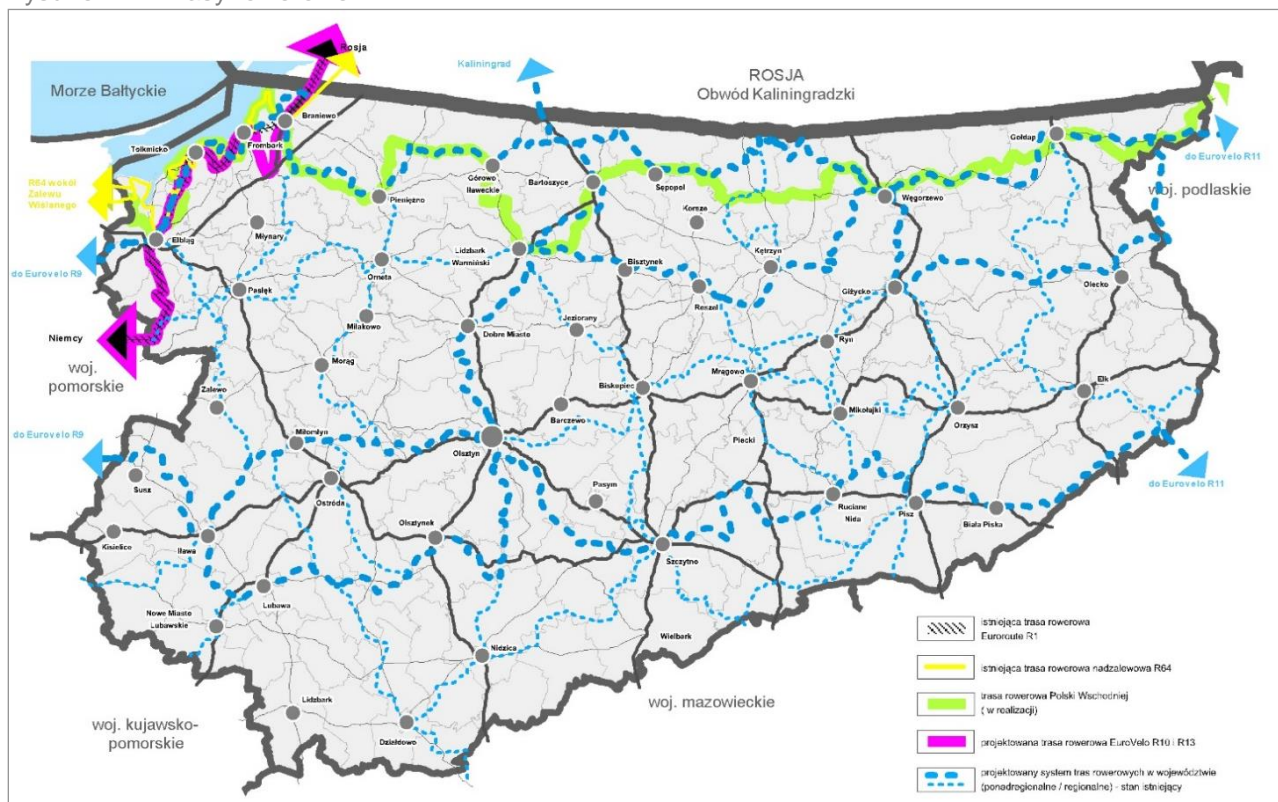 Rosja
Morze Bałtyckie
Kaliningrad
ROSJA
Obwód Kaliningradzki
Braniewo
Tolkmicko
Frombork
Gołdap
do Eurovelo R11
R64 wokół
Zalewu
Wiślanego
Górowo
Iławeckie
Bartoszyce
Sępopol
woj. podlaskie
Pieniężno
Korsze
Węgorzewo
Młynary
Elbląg
Lidzbark
Warmiński
Kętrzyn
do Eurovelo R9
Orneta
Bisztynek
Pasłęk
Reszel
Giżycko
Olecko
Miłakowo
Jeziorany
Dobre Miasto
Niemcy
Ryn
woj.
pomorskie
Morąg
Mrągowo
Zalewo
Biskupiec
Ełk
Mikołajki
Orzysz
do Eurovelo R9
Barczewo
Miłomłyn
Olsztyn
Piecki
do Eurovelo R11
Susz
Pasym
Ostróda
Ruciane
Nida
Pisz
Biała Piska
Olsztynek
Kisielice
Iława
Szczytno
Lubawa
Nowe Miasto
Lubawskie
Wielbark
Nidzica
Lidzbark
woj. mazowieckie
woj. kujawsko-
pomorskie
Działdowo
istniejąca trasa rowerowa
Euroroute R1
istniejąca trasa rowerowa nadzalewowa R64
trasa rowerowa Polski Wschodniej
( w realizacji)
projektowana trasa rowerowa EuroVelo R10 i R13
projektowany system tras rowerowych w województwie
(ponadregionalne / regionalne) - stan istniejący